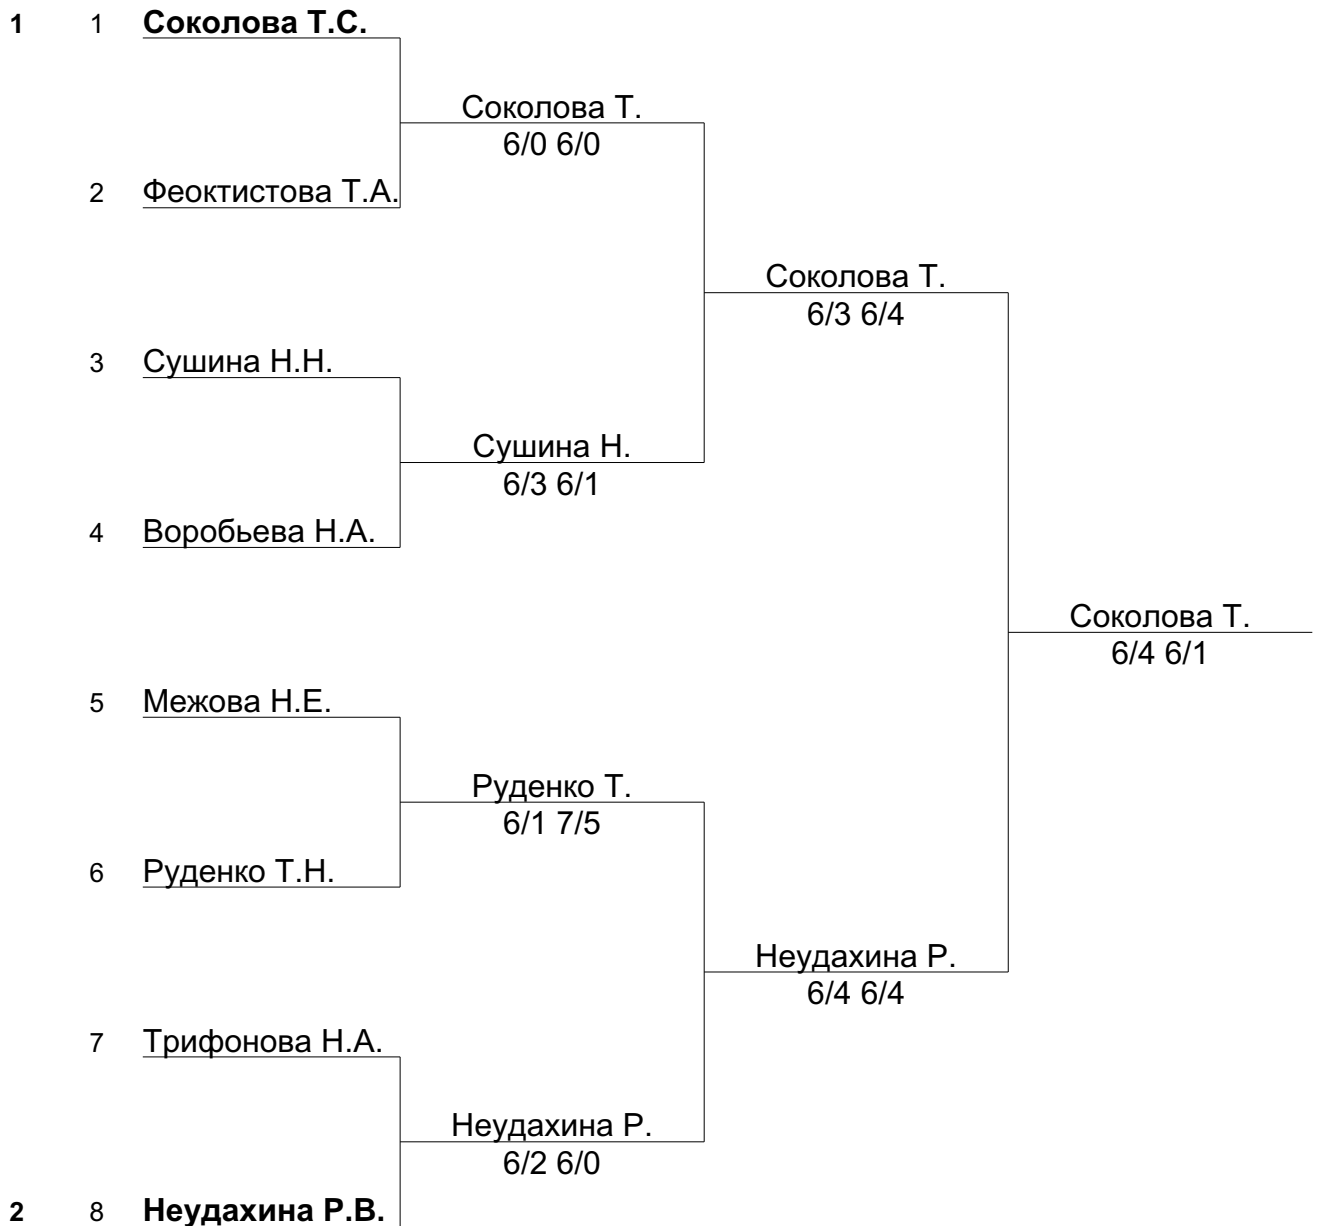 1 1 Соколова Т.С.
Соколова Т.
6/0 6/0
2 Феоктистова Т.А.
Соколова Т.
6/3 6/4
3 Сушина Н.Н.
Сушина Н.
6/3 6/1
4 Воробьева Н.А.
Соколова Т.
6/4 6/1
5 Межова Н.Е.
Руденко Т.
6/1 7/5
6 Руденко Т.Н.
Неудахина Р.
6/4 6/4
7 Трифонова Н.А.
Неудахина Р.
6/2 6/0
2 8 Неудахина Р.В.